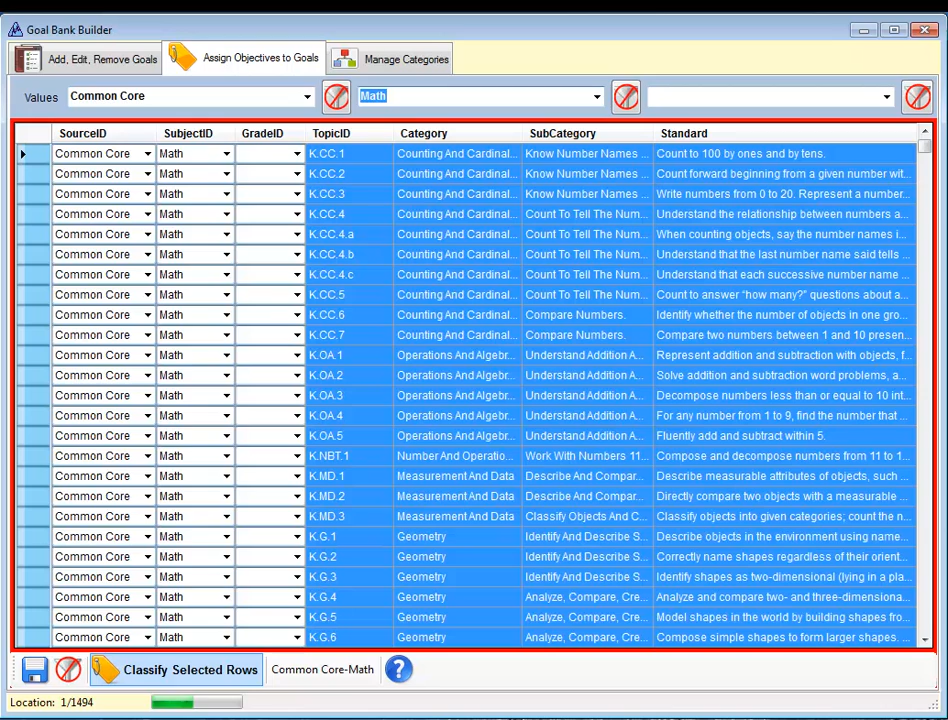 Goal Bank Builder
Add, Edit, Remove Goals Assign Objectives to Goals Manage Categories
Values Common Core Math
SourceID SubjectID GradeID TopicID Category SubCategory Standard
Common Core Math K.CC.1 Counting And Cardinal... Know Number Names ... Count to 100 by ones and by tens.
Common Core Math K.CC.2 Counting And Cardinal... Know Number Names ... Count forward beginning from a given number wit...
Common Core Math K.CC.3 Counting And Cardinal... Know Number Names ... Write numbers from 0 to 20. Represent a number...
Common Core Math K.CC.4 Counting And Cardinal... Count To Tell The Num... Understand the relationship between numbers a...
Common Core Math K.CC.4.a Counting And Cardinal... Count To Tell The Num... When counting objects, say the number names i...
Common Core Math K.CC.4.b Counting And Cardinal... Count To Tell The Num... Understand that the last number name said tells ...
Common Core Math K.CC.4.c Counting And Cardinal... Count To Tell The Num... Understand that each successive number name ...
Common Core Math K.CC.5 Counting And Cardinal... Count To Tell The Num... Count to answer “how many?” questions about a...
Common Core Math K.CC.6 Counting And Cardinal... Compare Numbers. Identify whether the number of objects in one gro...
Common Core Math K.CC.7 Counting And Cardinal... Compare Numbers. Compare two numbers between 1 and 10 presen...
Common Core Math K.OA.1 Operations And Algebr... Understand Addition A... Represent addition and subtraction with objects, f...
Common Core Math K.OA.2 Operations And Algebr... Understand Addition A... Solve addition and subtraction word problems, a...
Common Core Math K.OA.3 Operations And Algebr... Understand Addition A... Decompose numbers less than or equal to 10 int...
Common Core Math K.OA.4 Operations And Algebr... Understand Addition A... For any number from 1 to 9, find the number that ...
Common Core Math K.OA.5 Operations And Algebr... Understand Addition A... Fluently add and subtract within 5.
Common Core Math K.NBT.1 Number And Operatio... Work With Numbers 11... Compose and decompose numbers from 11 to 1...
Common Core Math K.MD.1 Measurement And Data Describe And Compar... Describe measurable attributes of objects, such ...
Common Core Math K.MD.2 Measurement And Data Describe And Compar... Directly compare two objects with a measurable ...
Common Core Math K.MD.3 Measurement And Data Classify Objects And C... Classify objects into given categories; count the n...
Common Core Math K.G.1 Geometry Identify And Describe S... Describe objects in the environment using name...
Common Core Math K.G.2 Geometry Identify And Describe S... Correctly name shapes regardless of their orient...
Common Core Math K.G.3 Geometry Identify And Describe S... Identify shapes as two-dimensional (lying in a pla...
Common Core Math K.G.4 Geometry Analyze, Compare, Cre... Analyze and compare two- and three-dimensiona...
Common Core Math K.G.5 Geometry Analyze, Compare, Cre... Model shapes in the world by building shapes fro...
Common Core Math K.G.6 Geometry Analyze, Compare, Cre... Compose simple shapes to form larger shapes.
Classify Selected Rows Common Core-Math
Location: 1/1494